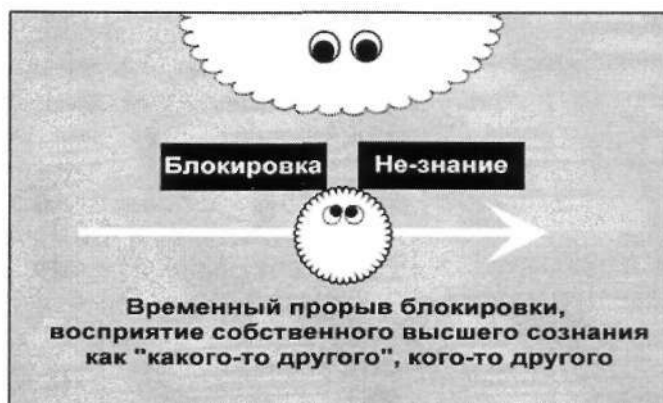 Блокировка
Не-знание
Временный прорыв блокировки,
восприятие собственного высшего сознания
как "какого-то другого", кого-то другого